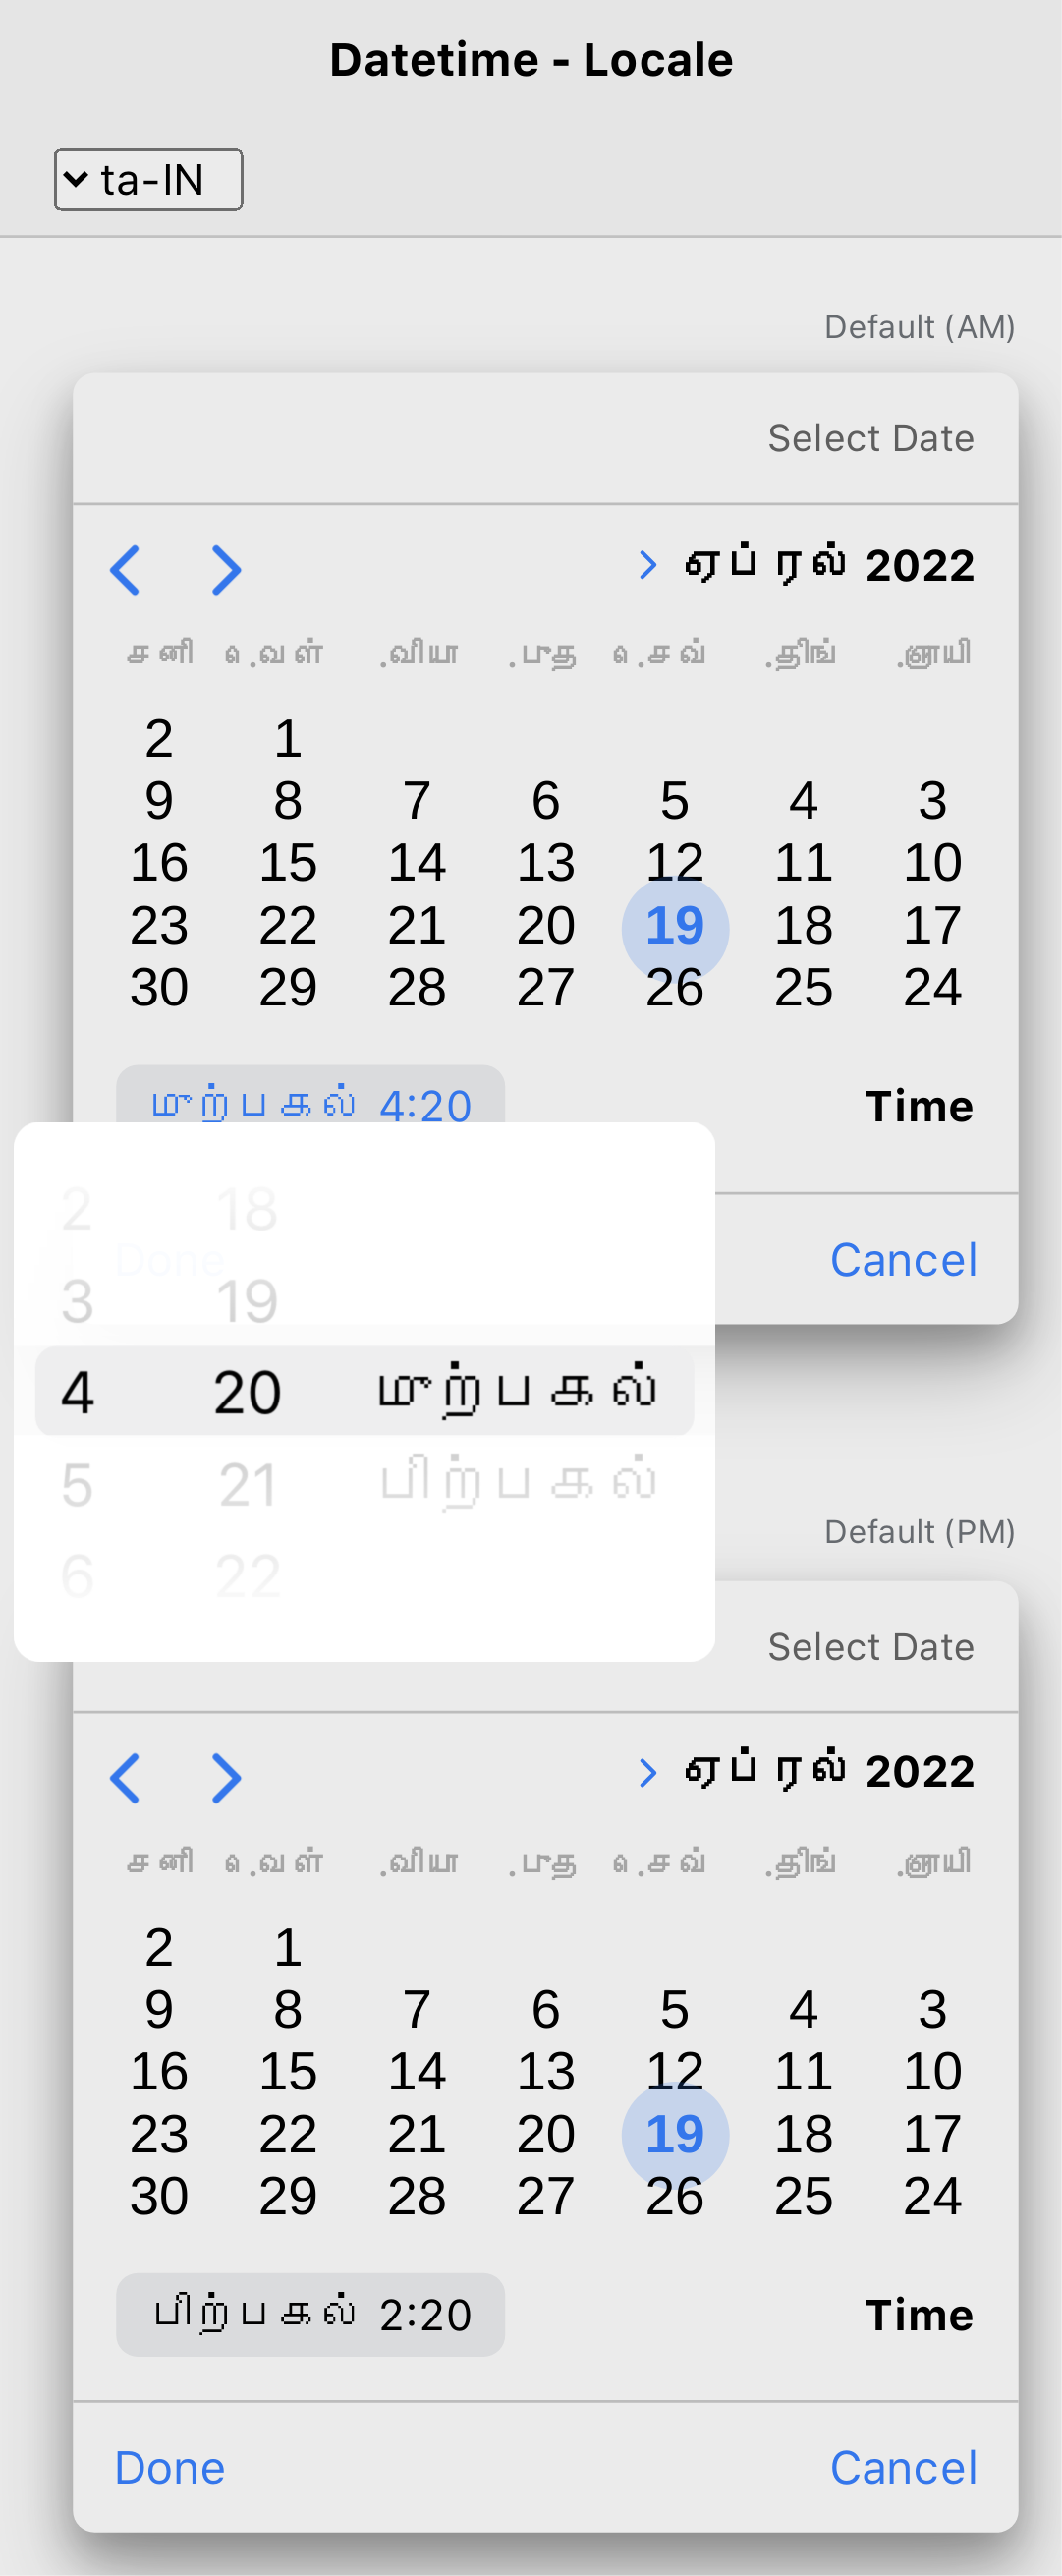 Datetime - Locale
ta-IN
Default (AM)
Select Date
ஏப்ரல் 2022
சனி வெள். வியா. புத. செவ். திங். ஞாயி.
2 1
9 8 7 6 5 4 3
16 15 14 13 12 11 10
23 22 21 20 19 18 17
30 29 28 27 26 25 24
முற்பகல் 4:20 Time
2 18
Done Cancel
3 19
4 20 முற்பகல்
5 21 பிற்பகல்
6 22
Default (PM)
Select Date
ஏப்ரல் 2022
சனி வெள். வியா. புத. செவ். திங். ஞாயி.
2 1
9 8 7 6 5 4 3
16 15 14 13 12 11 10
23 22 21 20 19 18 17
30 29 28 27 26 25 24
பிற்பகல் 2:20 Time
Done Cancel